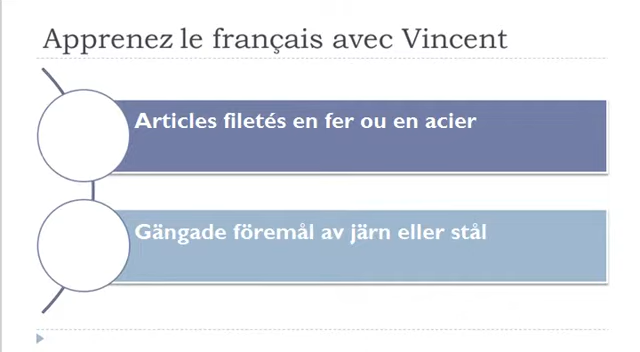 Apprenez le français avec Vincent
Articles filetés en fer ou en acier
Gängade föremål av järn eller stål